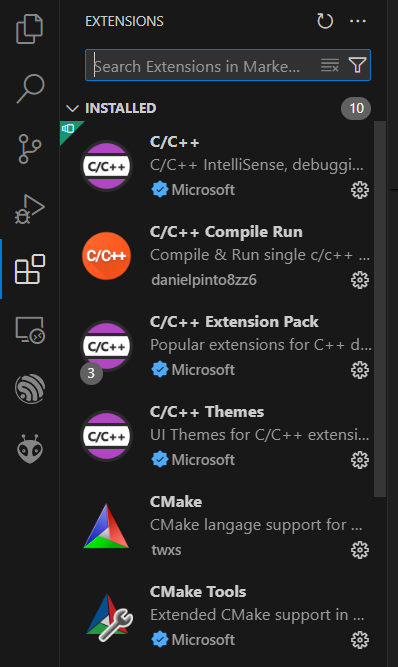 EXTENSIONS
Search Extensions in Marke...
INSTALLED
10
C/C++
C/C++
C/C++ IntelliSense, debuggi...
Microsoft
C/C++
C/C++ Compile Run
Compile & Run single c/c++ ...
danielpinto8zz6
C/C++
C/C++ Extension Pack
Popular extensions for C++ d...
3
Microsoft
C/C++
C/C++ Themes
UI Themes for C/C++ extensi...
Microsoft
CMake
CMake langage support for ...
twxs
CMake Tools
Extended CMake support in ...
Microsoft